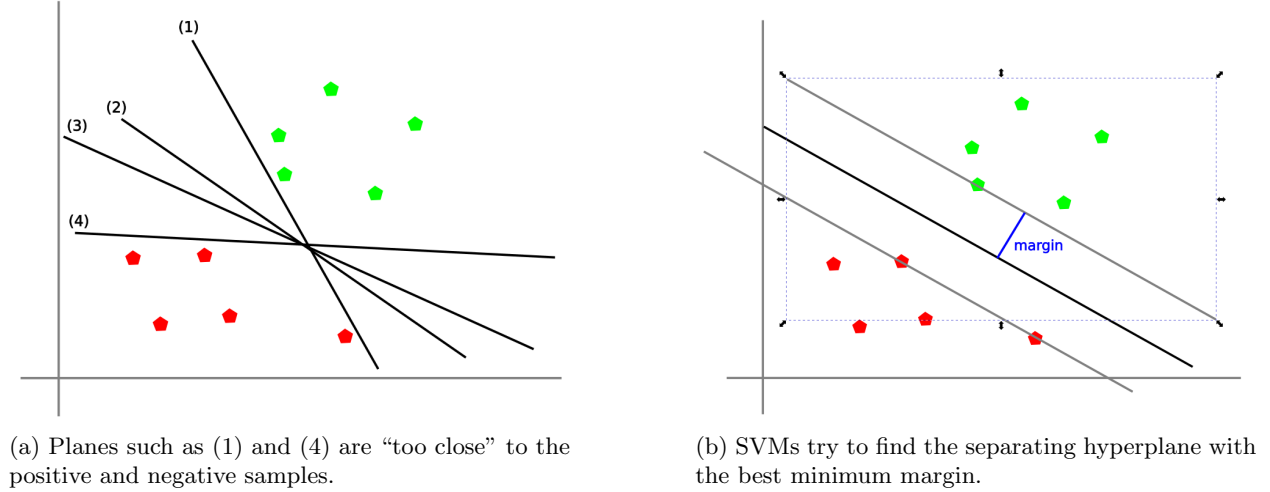 (1)
(2)
(3)
(4)
margin
(a) Planes such as (1) and (4) are “too close” to the
positive and negative samples.
(b) SVMs try to find the separating hyperplane with
the best minimum margin.